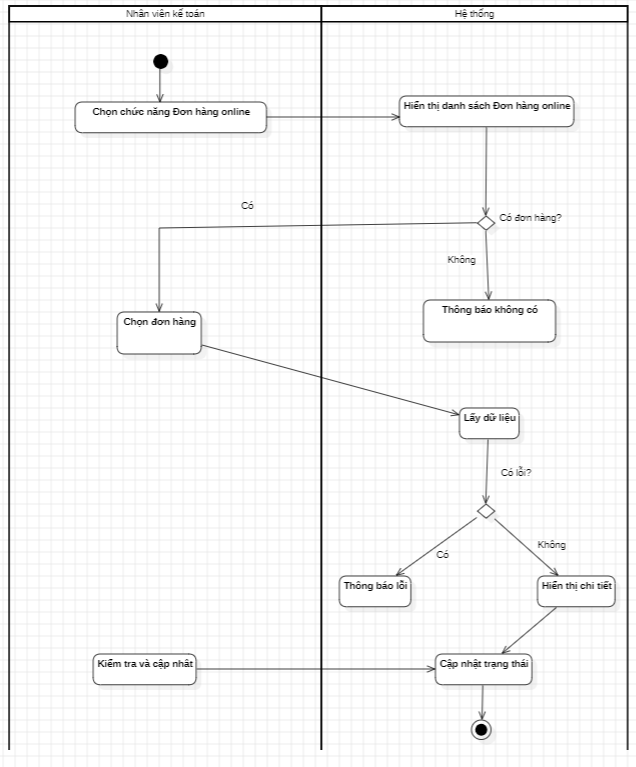 Nhân viên kế toán
Hệ thống
Chọn chức năng Đơn hàng online
Hiển thị danh sách Đơn hàng online
Có
Có đơn hàng?
Không
Thông báo không có
Chọn đơn hàng
Lấy dữ liệu
Có lỗi?
Có
Không
Thông báo lỗi
Hiển thị chi tiết
Kiểm tra và cập nhât
Cập nhật trạng thái